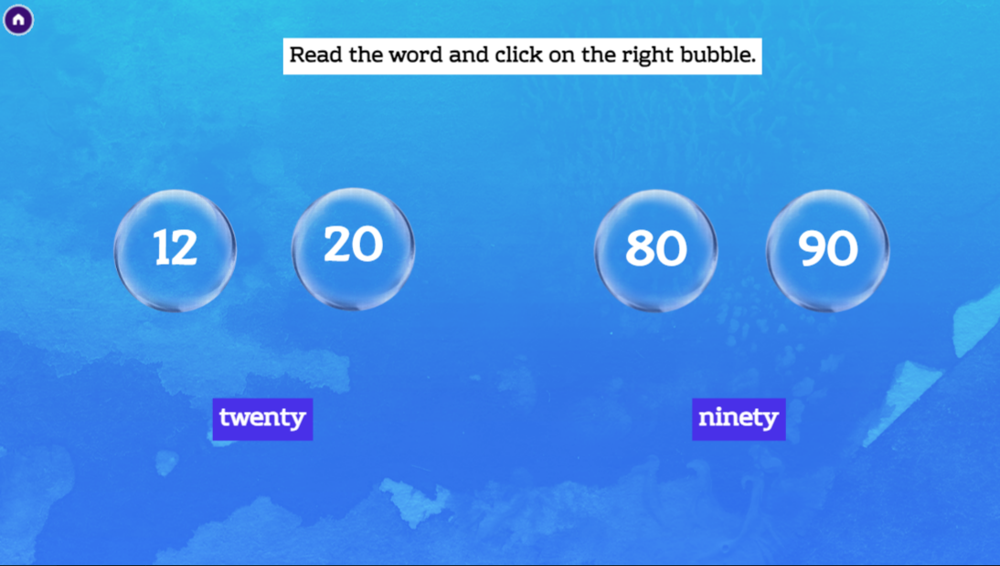 Read the word and click on the right bubble.
12 20 80 90
twenty ninety